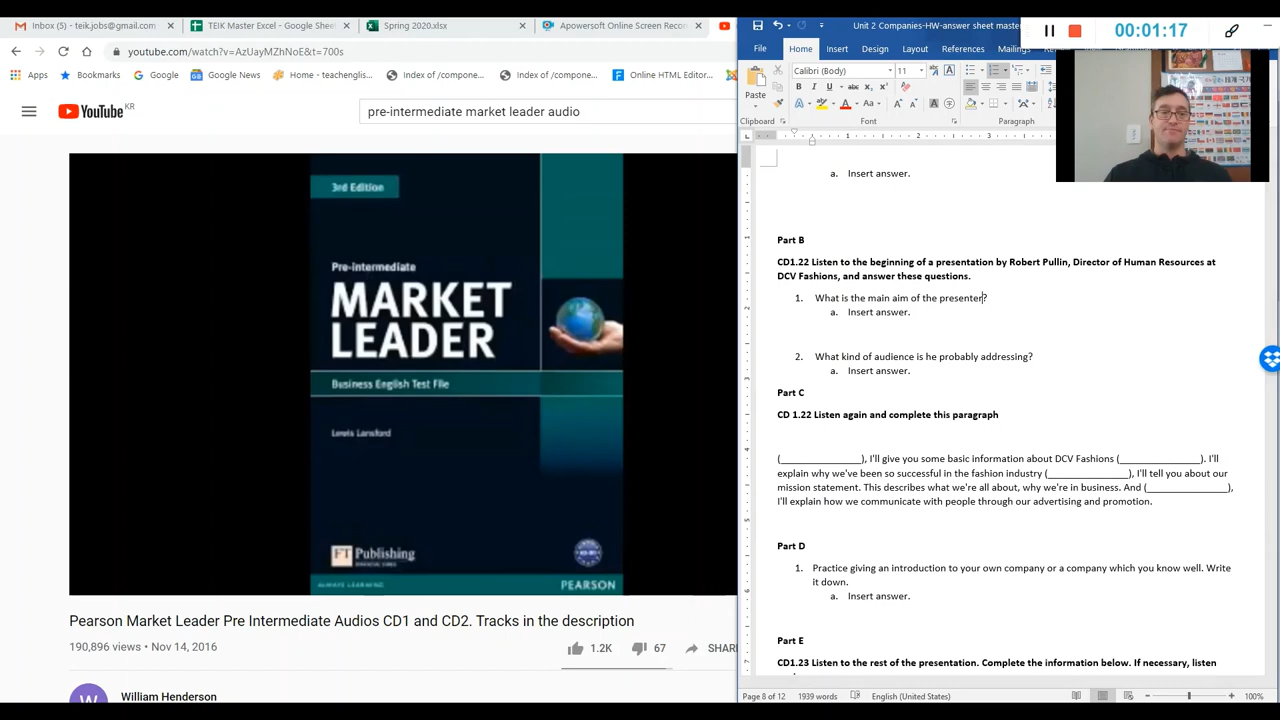 Inbox (5) - teik.jobs@gmail.com
TEIK Master Excel - Google Shee
Spring 2020.xlsx
Apowersoft Online Screen Reco
youtube.com/watch?v=AzUayMZhNoE&t=700s
Apps
Bookmarks
Google
Google News
Home - teachenglis...
Index of /compone...
Index of /compone...
Online HTML Editor...
YouTube KR
pre-intermediate market leader audio
3rd Edition
Pre-intermediate
MARKET
LEADER
Business English Test File
Lewis Lansford
FT Publishing
FINANCIAL TIMES
ALWAYS LEARNING
PEARSON
Pearson Market Leader Pre Intermediate Audios CD1 and CD2. Tracks in the description
190,896 views • Nov 14, 2016
1.2K
67
SHAR
W
William Henderson
Unit 2 Companies-HW-answer sheet master
00:01:17
File
Home
Insert
Design
Layout
References
Mailings
Calibri (Body)
11
Paste
Clipboard
Font
Paragraph
a. Insert answer.
Part B
CD1.22 Listen to the beginning of a presentation by Robert Pullin, Director of Human Resources at
DCV Fashions, and answer these questions.
1. What is the main aim of the presenter?
a. Insert answer.
2. What kind of audience is he probably addressing?
a. Insert answer.
Part C
CD 1.22 Listen again and complete this paragraph
(_______________), I'll give you some basic information about DCV Fashions (_______________). I'll
explain why we've been so successful in the fashion industry (_______________), I'll tell you about our
mission statement. This describes what we're all about, why we're in business. And (_______________),
I'll explain how we communicate with people through our advertising and promotion.
Part D
1. Practice giving an introduction to your own company or a company which you know well. Write
it down.
a. Insert answer.
Part E
CD1.23 Listen to the rest of the presentation. Complete the information below. If necessary, listen
Page 8 of 12
1939 words
English (United States)
100%